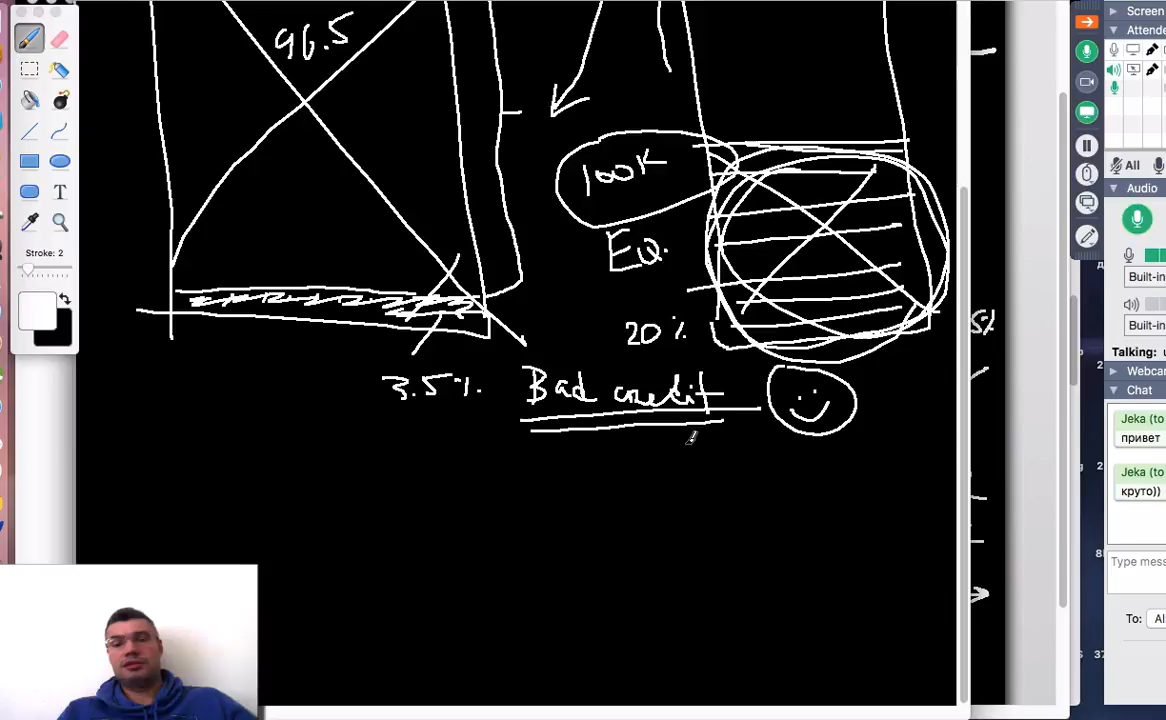 96.5
100K
EQ.
20%
5%
3.5%.
Bad credit
T
Stroke: 2
Screen
Attende
All
Audio
Built-in
Built-in
Talking:
Webcar
Chat
Jeka (to
привет
Jeka (to
круто))
Type mess
To:
Al